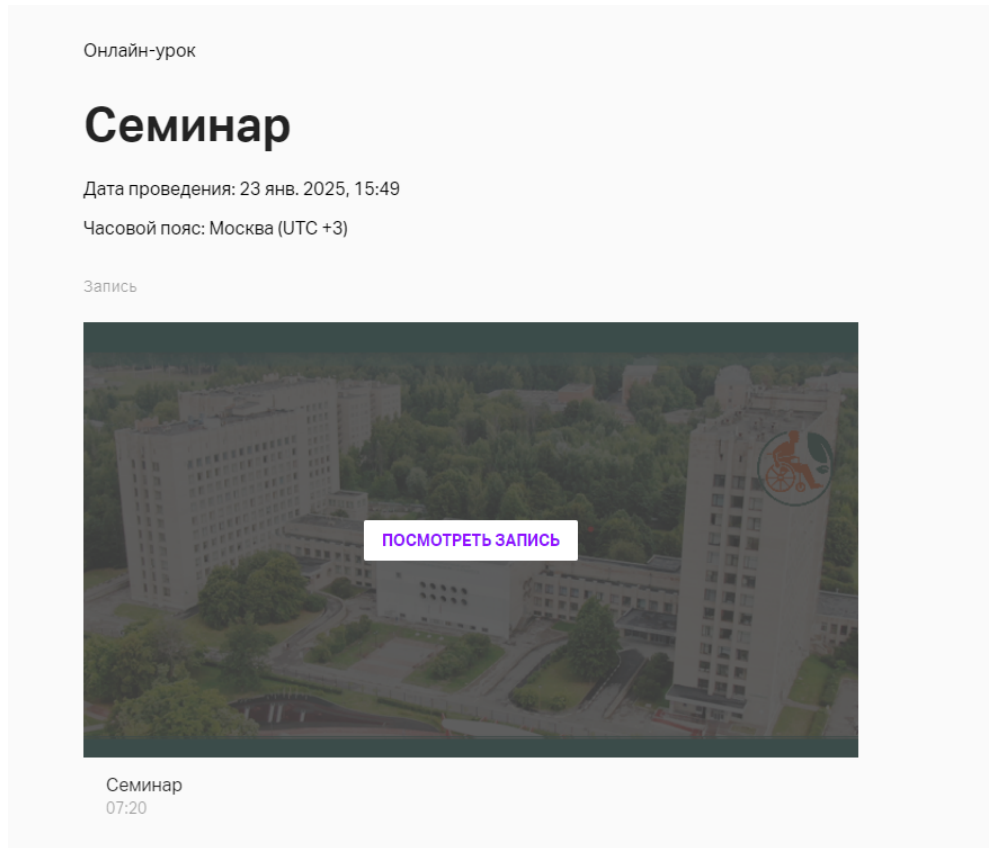 Онлайн-урок
Семинар
Дата проведения: 23 янв. 2025, 15:49
Часовой пояс: Москва (UTC +3)
Запись
ПОСМОТРЕТЬ ЗАПИСЬ
Семинар
07:20